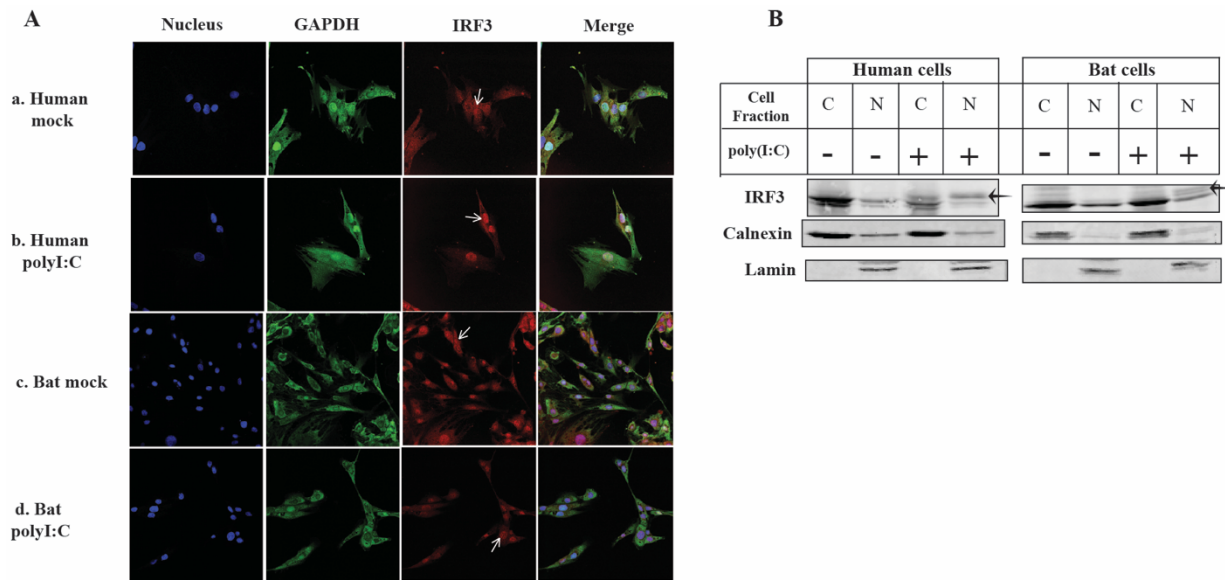 A
Nucleus GAPDH IRF3 Merge
a. Human
mock
b. Human
polyI:C
c. Bat mock
d. Bat
polyI:C
B
Human cells Bat cells
Cell
Fraction C N C N C N C N
poly(I:C) - - + + - - + +
IRF3
Calnexin
Lamin